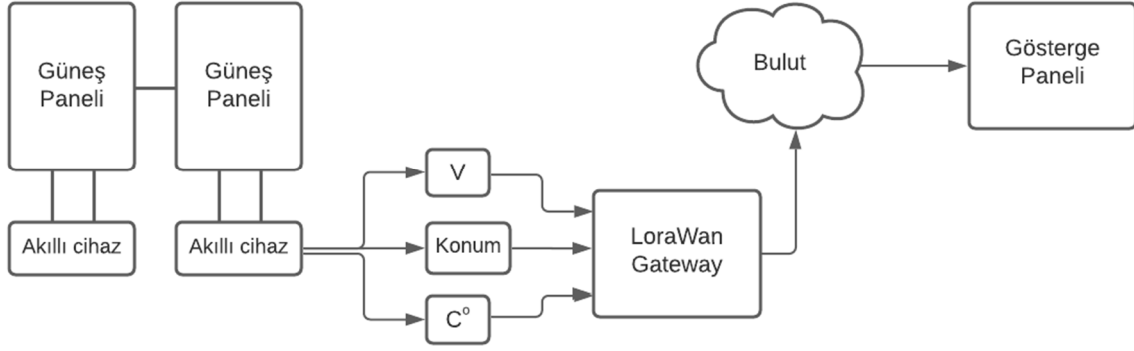 Güneş
Paneli
Güneş
Paneli
Akıllı cihaz
Akıllı cihaz
V
Konum
C°
LoraWan
Gateway
Bulut
Gösterge
Paneli